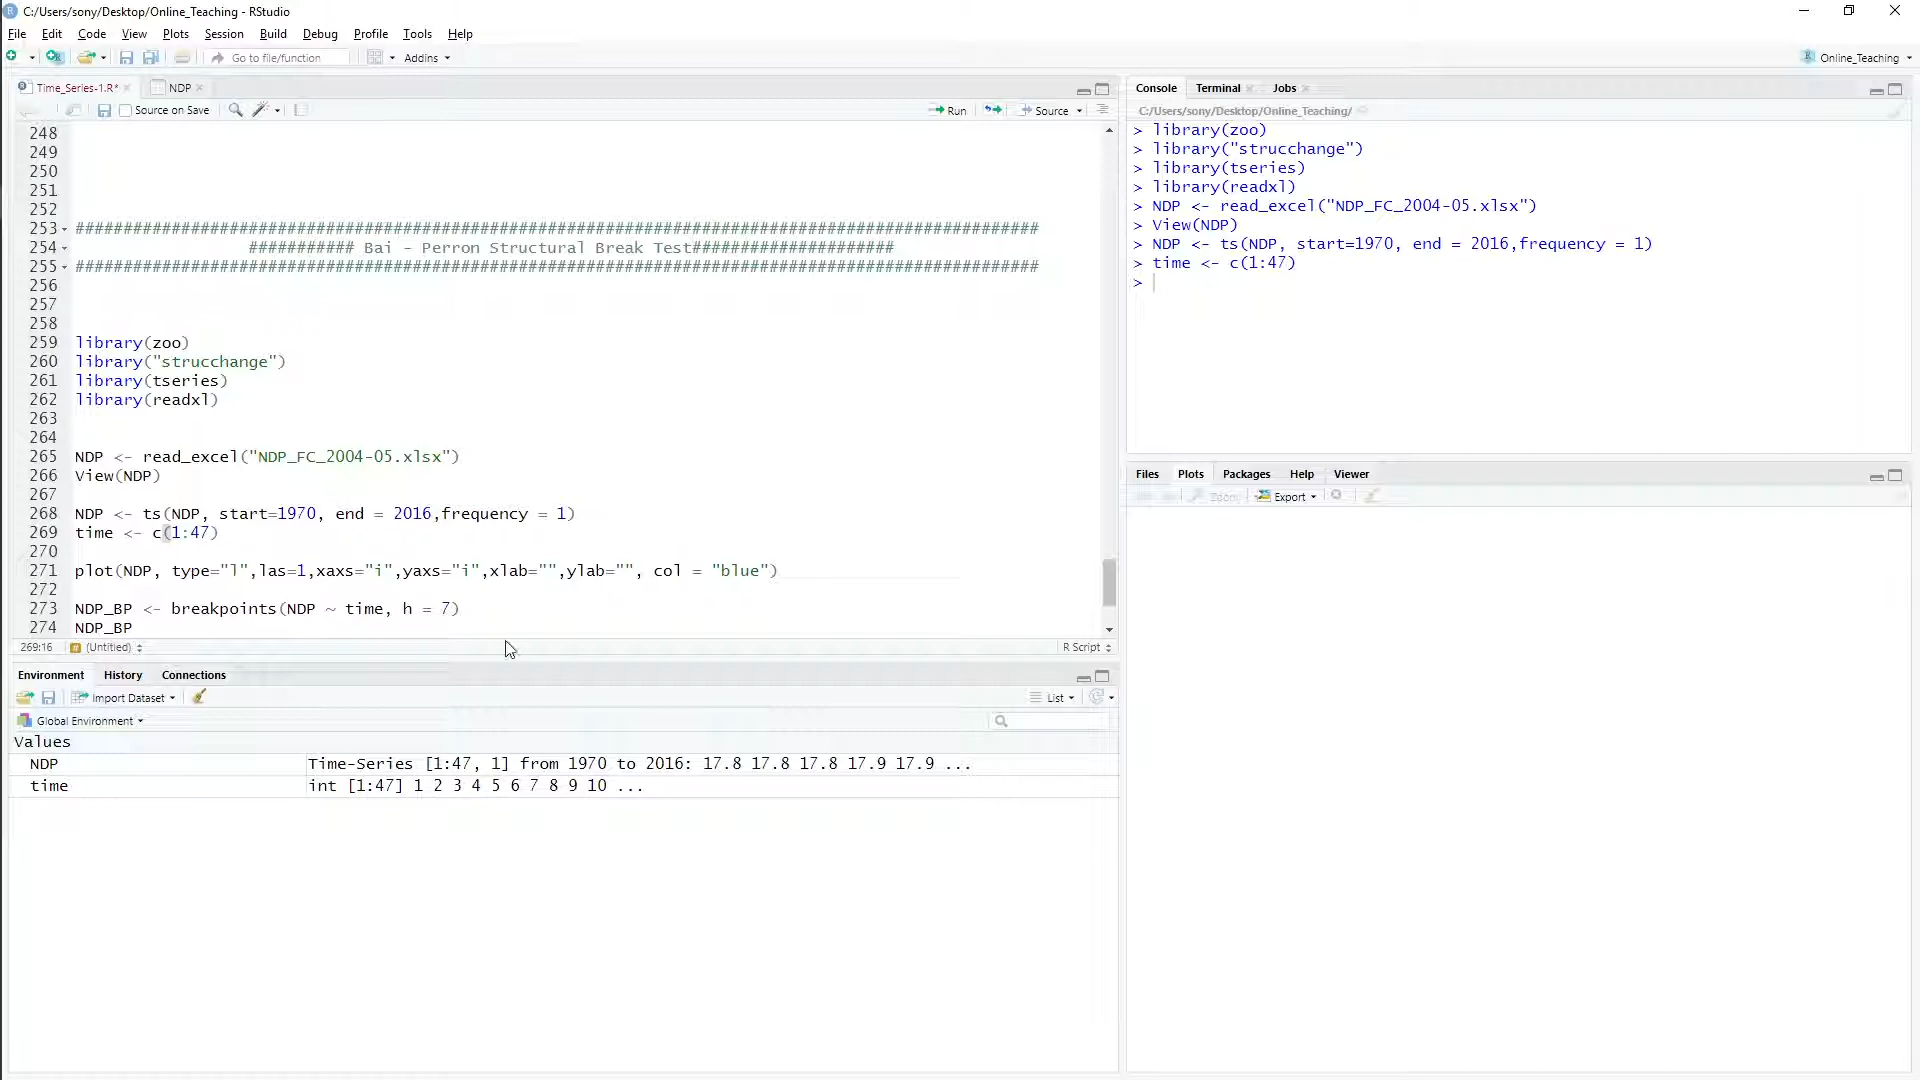 C:/Users/sony/Desktop/Online_Teaching - RStudio
File Edit Code View Plots Session Build Debug Profile Tools Help
Go to file/function Addins Online_Teaching
Time_Series-1.R* NDP
Source on Save Run Source
248
249
250
251
252
253 ####################################################################################################
254 ########### Bai - Perron Structural Break Test#####################
255 ####################################################################################################
256
257
258
259 library(zoo)
260 library("strucchange")
261 library(tseries)
262 library(readxl)
263
264
265 NDP <- read_excel("NDP_FC_2004-05.xlsx")
266 View(NDP)
267
268 NDP <- ts(NDP, start=1970, end = 2016,frequency = 1)
269 time <- c(1:47)
270
271 plot(NDP, type="l",las=1,xaxs="i",yaxs="i",xlab="",ylab="", col = "blue")
272
273 NDP_BP <- breakpoints(NDP ~ time, h = 7)
274 NDP_BP
269:16 # (Untitled) R Script
Environment History Connections
Import Dataset List
Global Environment
Values
NDP Time-Series [1:47, 1] from 1970 to 2016: 17.8 17.8 17.8 17.9 17.9 ...
time int [1:47] 1 2 3 4 5 6 7 8 9 10 ...
Console Terminal Jobs
C:/Users/sony/Desktop/Online_Teaching/
> library(zoo)
> library("strucchange")
> library(tseries)
> library(readxl)
> NDP <- read_excel("NDP_FC_2004-05.xlsx")
> View(NDP)
> NDP <- ts(NDP, start=1970, end = 2016,frequency = 1)
> time <- c(1:47)
>
Files Plots Packages Help Viewer
Zoom Export